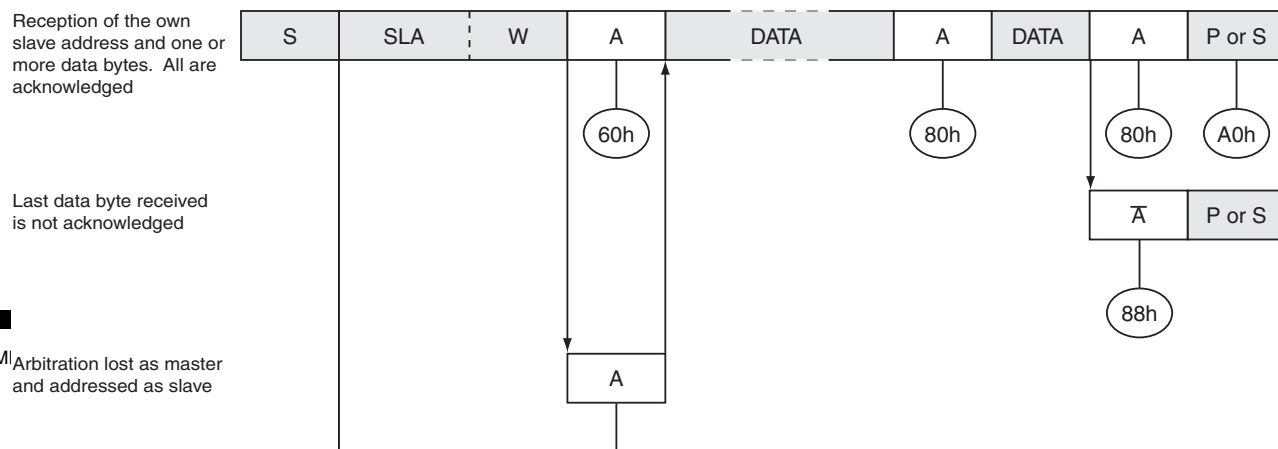 Reception of the own
slave address and one or
more data bytes. All are
acknowledged
S SLA W A DATA A DATA A P or S
60h 80h 80h A0h
Last data byte received
is not acknowledged
A̅ P or S
88h
Arbitration lost as master
and addressed as slave
A